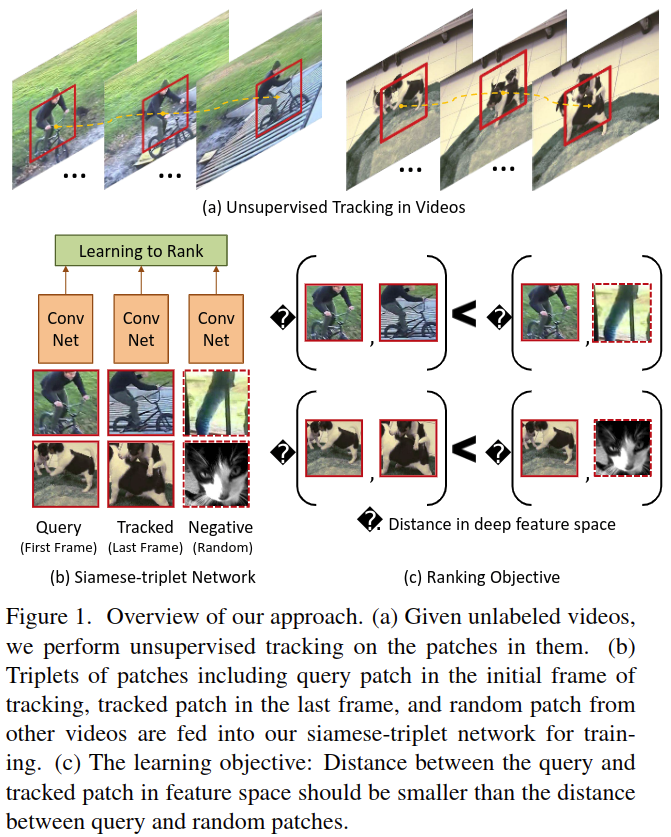 (a) Unsupervised Tracking in Videos
Learning to Rank
Conv Net
Conv Net
Conv Net
Query
(First Frame)
Tracked
(Last Frame)
Negative
(Random)
(b) Siamese-triplet Network
� ( , ) < � ( , )
� ( , ) < � ( , )
�: Distance in deep feature space
(c) Ranking Objective
Figure 1. Overview of our approach. (a) Given unlabeled videos,
we perform unsupervised tracking on the patches in them. (b)
Triplets of patches including query patch in the initial frame of
tracking, tracked patch in the last frame, and random patch from
other videos are fed into our siamese-triplet network for train-
ing. (c) The learning objective: Distance between the query and
tracked patch in feature space should be smaller than the distance
between query and random patches.